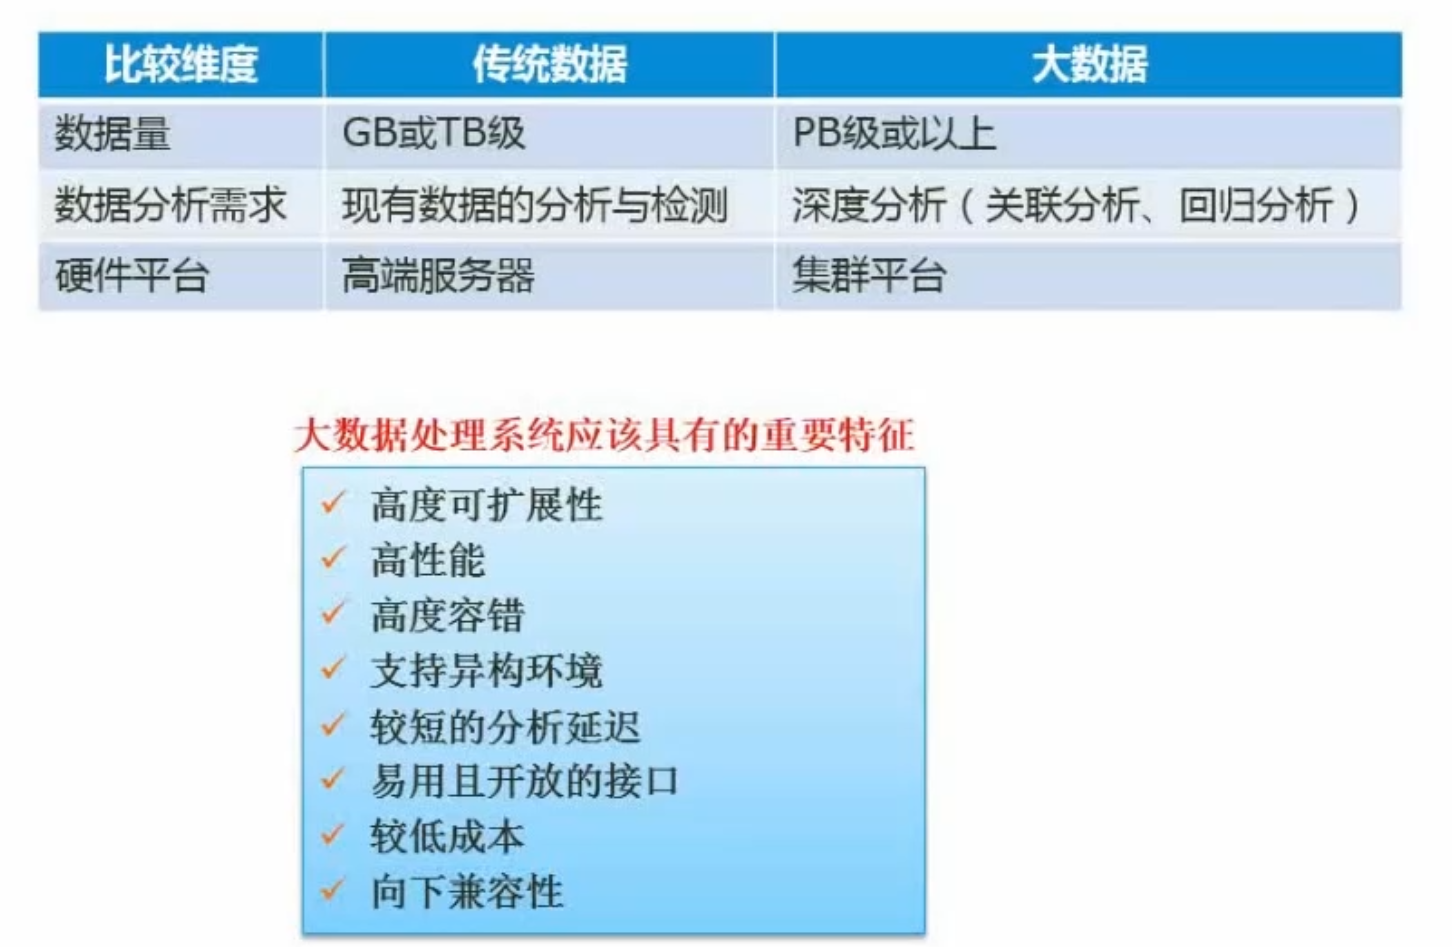 比较维度 传统数据 大数据
数据量 GB或TB级 PB级或以上
数据分析需求 现有数据的分析与检测 深度分析（关联分析、回归分析）
硬件平台 高端服务器 集群平台
大数据处理系统应该具有的重要特征
✓ 高度可扩展性
✓ 高性能
✓ 高度容错
✓ 支持异构环境
✓ 较短的分析延迟
✓ 易用且开放的接口
✓ 较低成本
✓ 向下兼容性